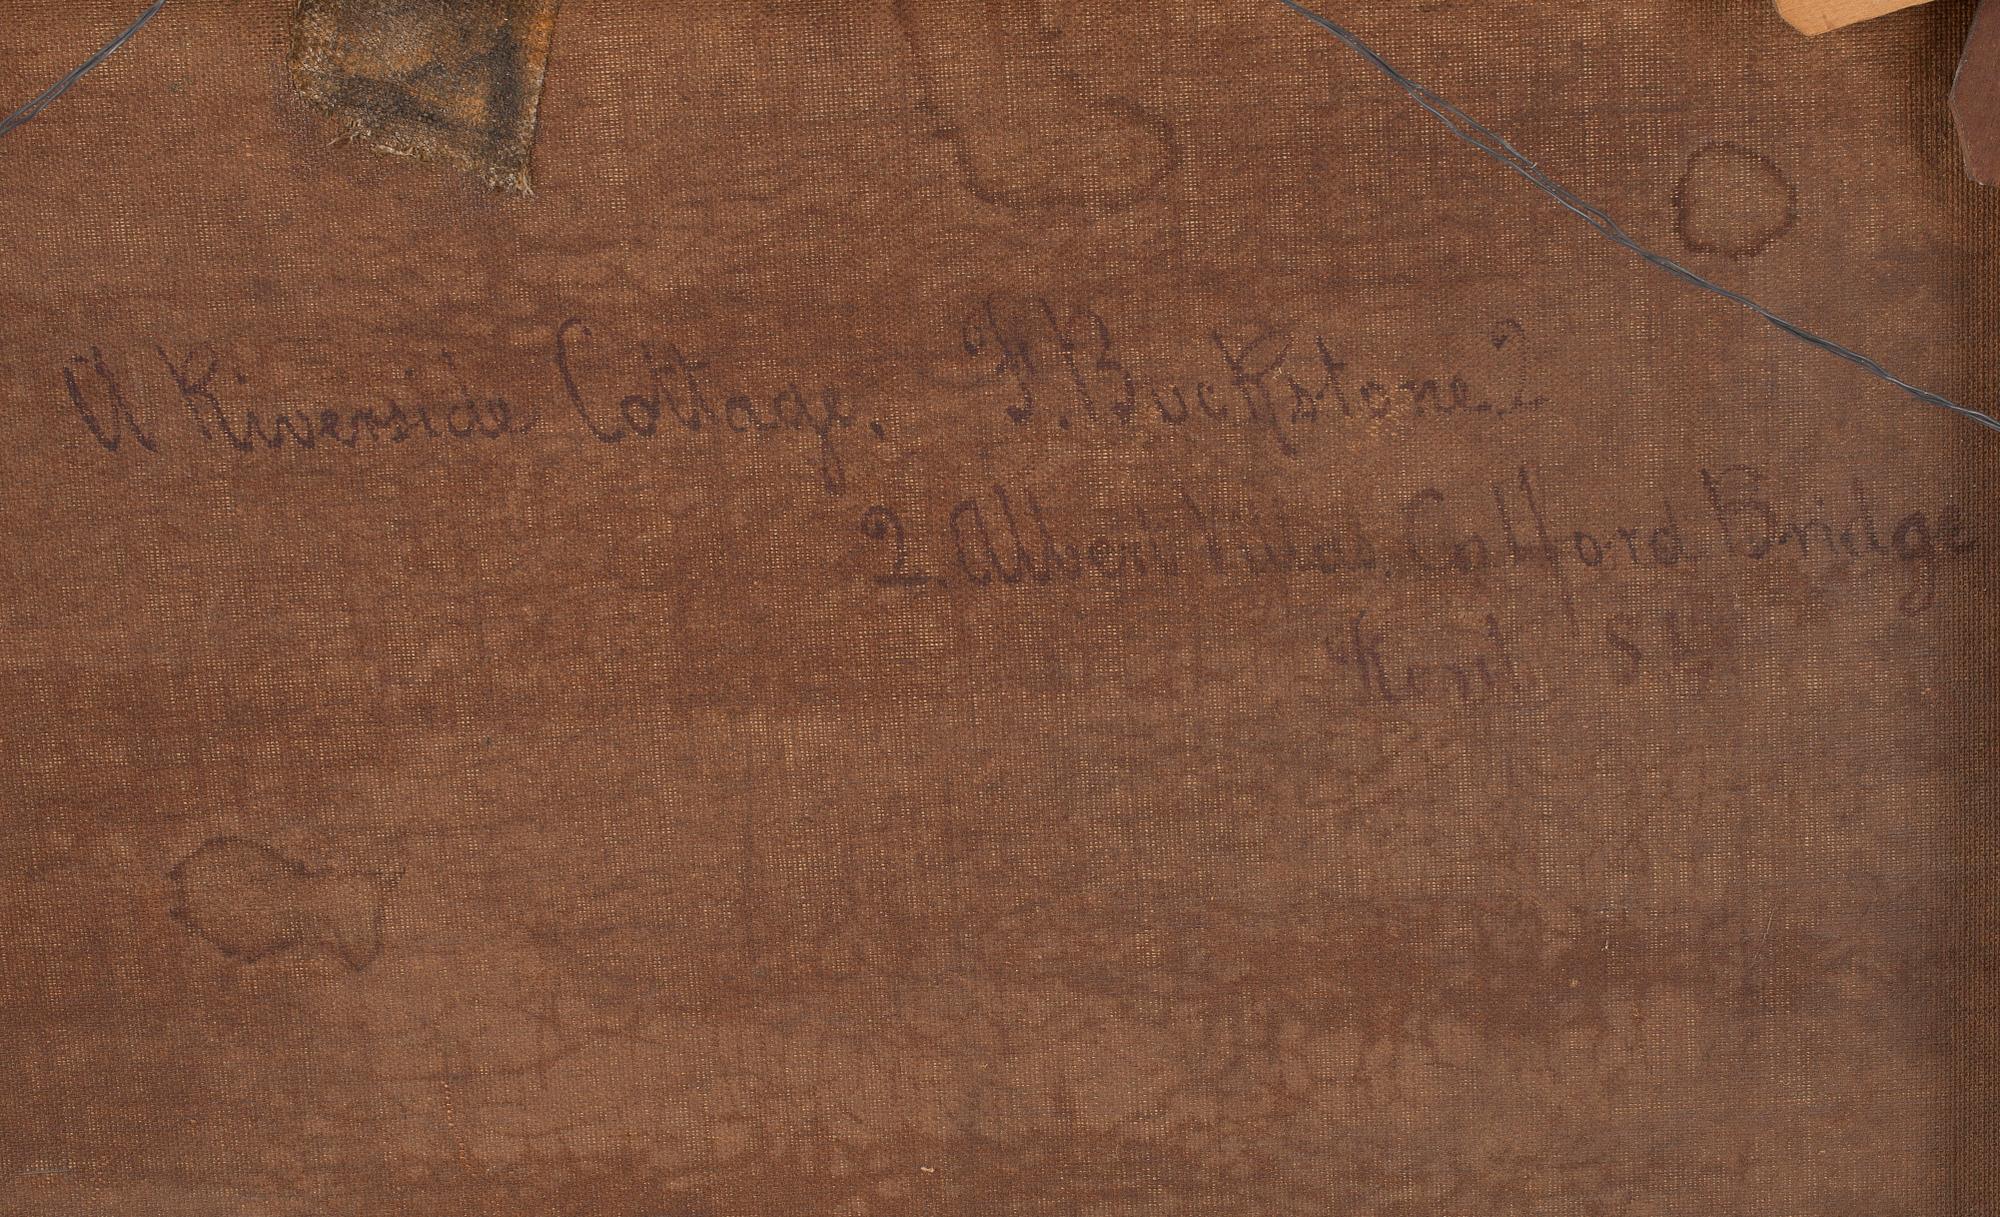 A Riverside Cottage. F. Buckstone
2. Albert Villas. Catford Bridge
Kent S.E.